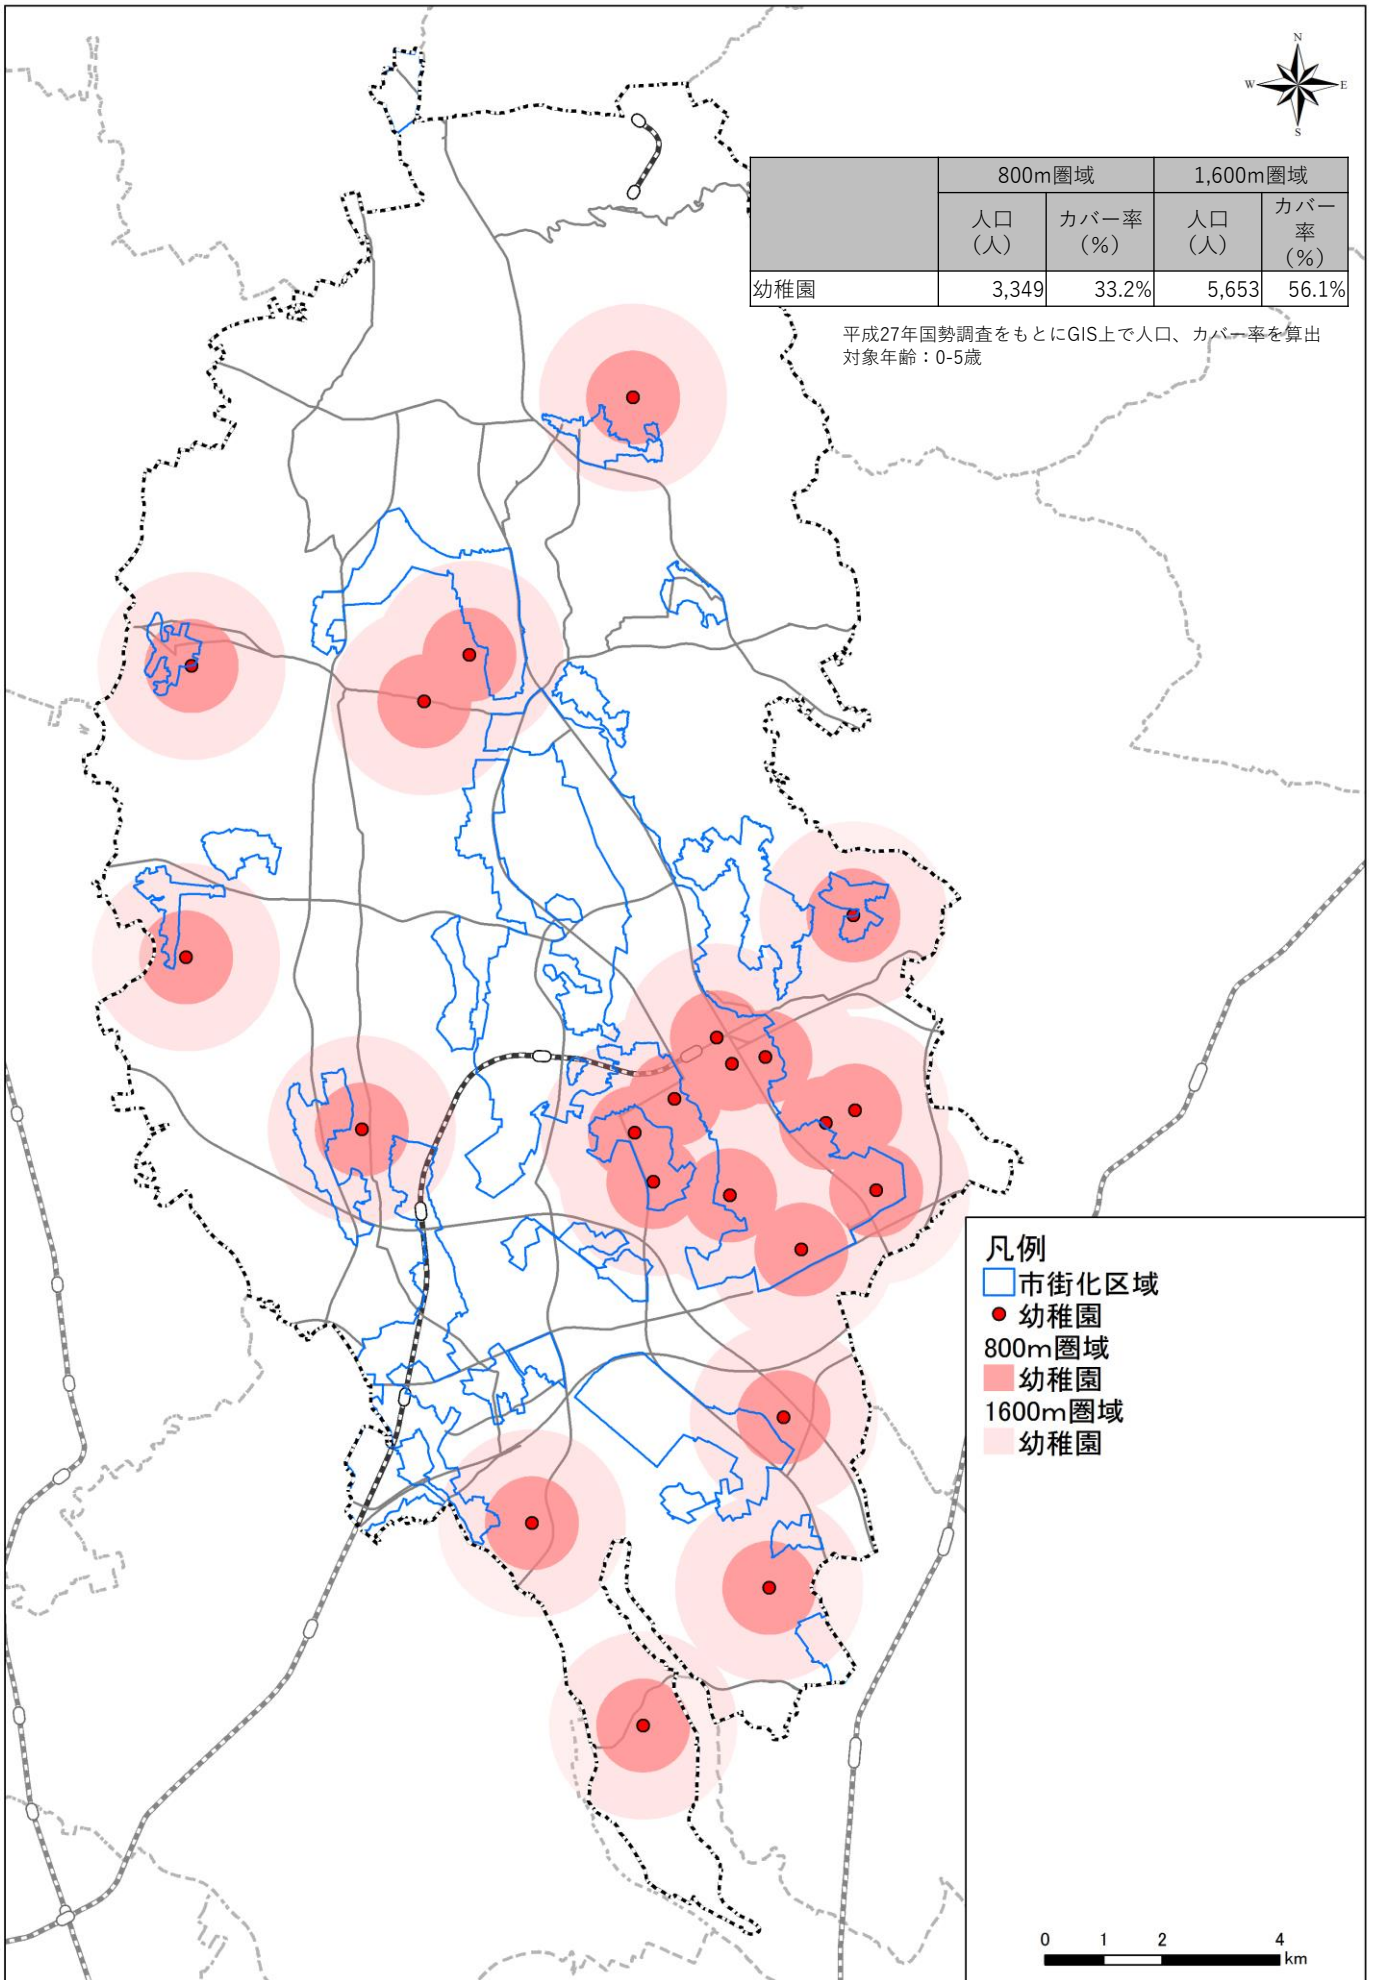 N
W
E
S
800m圏域 1,600m圏域
人口 カバー率 人口 カバー
(人) (%) (人) 率
(%)
幼稚園 3,349 33.2% 5,653 56.1%
平成27年国勢調査をもとにGIS上で人口、カバー率を算出
対象年齢：0-5歳
凡例
市街化区域
幼稚園
800m圏域
幼稚園
1600m圏域
幼稚園
0 1 2 4
km